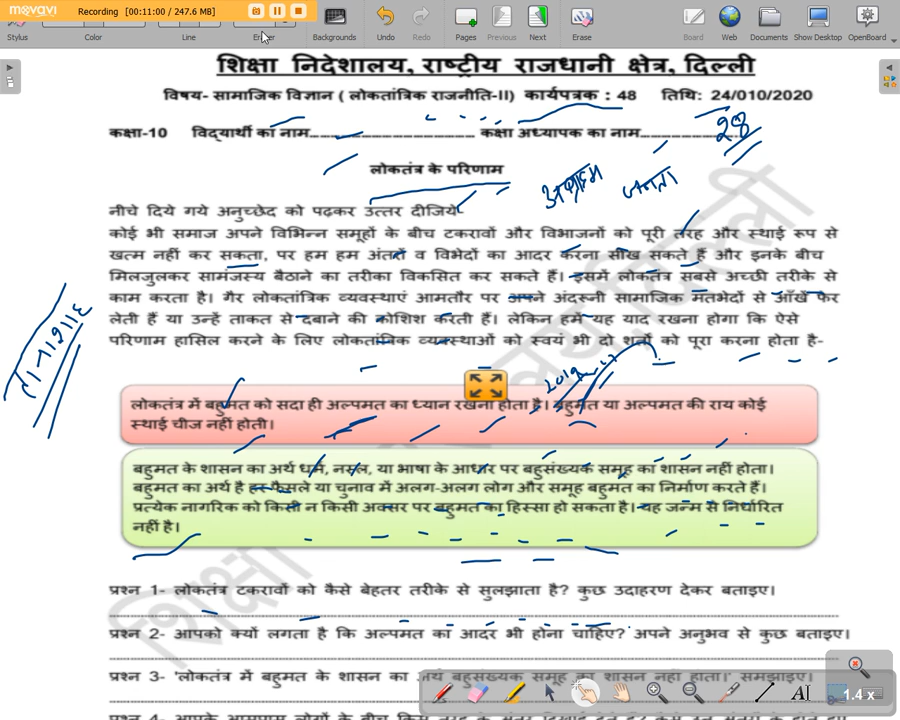 movavi Recording [00:11:00 / 247.6 MB]
Stylus Color Line Eraser Backgrounds Undo Redo Pages Previous Next Erase Board Web Documents Show Desktop OpenBoard
शिक्षा निदेशालय, राष्ट्रीय राजधानी क्षेत्र, दिल्ली
विषय- सामाजिक विज्ञान ( लोकतांत्रिक राजनीति-II) कार्यपत्रक : 48 तिथि: 24/010/2020
कक्षा-10 विद्यार्थी का नाम................................ कक्षा अध्यापक का नाम....................
28
लोकतंत्र के परिणाम
जनता
नीचे दिये गये अनुच्छेद को पढ़कर उत्तर दीजिये-
कोई भी समाज अपने विभिन्न समूहों के बीच टकरावों और विभाजनों को पूरी तरह और स्थाई रूप से
खत्म नहीं कर सकता, पर हम हम अंतरों व विभेदों का आदर करना सीख सकते हैं और इनके बीच
मिलजुलकर सामंजस्य बैठाने का तरीका विकसित कर सकते हैं। इसमें लोकतंत्र सबसे अच्छी तरीके से
काम करता है। गैर लोकतांत्रिक व्यवस्थाएं आमतौर पर अपने अंदरूनी सामाजिक मतभेदों से आँखें फेर
लेती हैं या उन्हें ताकत से दबाने की कोशिश करती हैं। लेकिन हमें यह याद रखना होगा कि ऐसे
परिणाम हासिल करने के लिए लोकतांत्रिक व्यवस्थाओं को स्वयं भी दो शर्तों को पूरा करना होता है-
लोकतंत्र में बहुमत को सदा ही अल्पमत का ध्यान रखना होता है। बहुमत या अल्पमत की राय कोई
स्थाई चीज नहीं होती।
बहुमत के शासन का अर्थ धर्म, नस्ल, या भाषा के आधार पर बहुसंख्यक समूह का शासन नहीं होता।
बहुमत का अर्थ है हर फैसले या चुनाव में अलग-अलग लोग और समूह बहुमत का निर्माण करते हैं।
प्रत्येक नागरिक को किसी न किसी अवसर पर बहुमत का हिस्सा हो सकता है। यह जन्म से निर्धारित
नहीं है।
प्रश्न 1- लोकतंत्र टकरावों को कैसे बेहतर तरीके से सुलझाता है? कुछ उदाहरण देकर बताइए।
प्रश्न 2- आपको क्यों लगता है कि अल्पमत का आदर भी होना चाहिए? अपने अनुभव से कुछ बताइए।
प्रश्न 3- 'लोकतंत्र में बहुमत के शासन का अर्थ बहुसंख्यक समूह का शासन नहीं होता।' समझाइए।
1.4 x